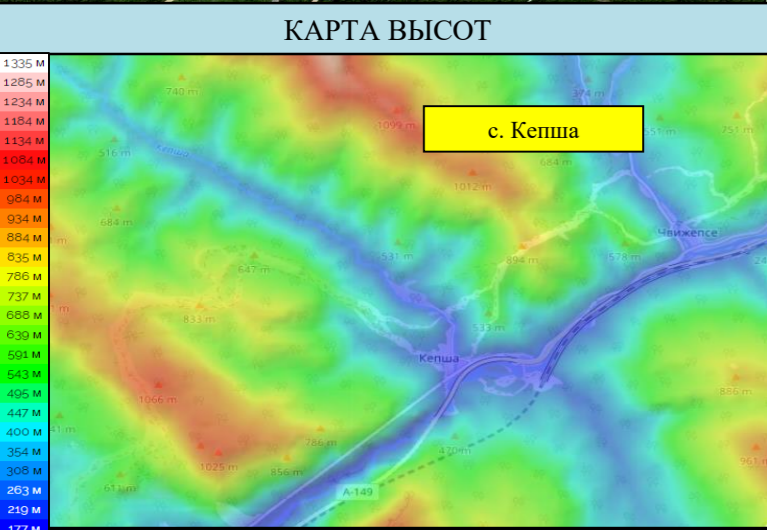 КАРТА ВЫСОТ
1335 м
1285 м
1234 м
1184 м
1134 м
1084 м
1034 м
984 м
934 м
884 м
835 м
786 м
737 м
688 м
639 м
591 м
543 м
495 м
447 м
400 м
354 м
308 м
263 м
219 м
177 м
с. Кепша
740 m
374 m
1099 m
551 m
751 m
516 m
Кепша
684 m
1012 m
684 m
Чвижепсе
531 m
894 m
578 m
647 m
833 m
533 m
Кепша
1066 m
886 m
786 m
470 m
1025 m
856 m
961 m
А-149